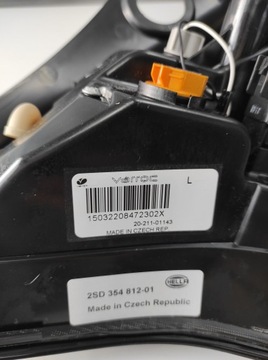 varroc
L
15032208472302X
20-211-01143
MADE IN CZECH REP.
2SD 354 812-01
HELLA
Made in Czech Republic